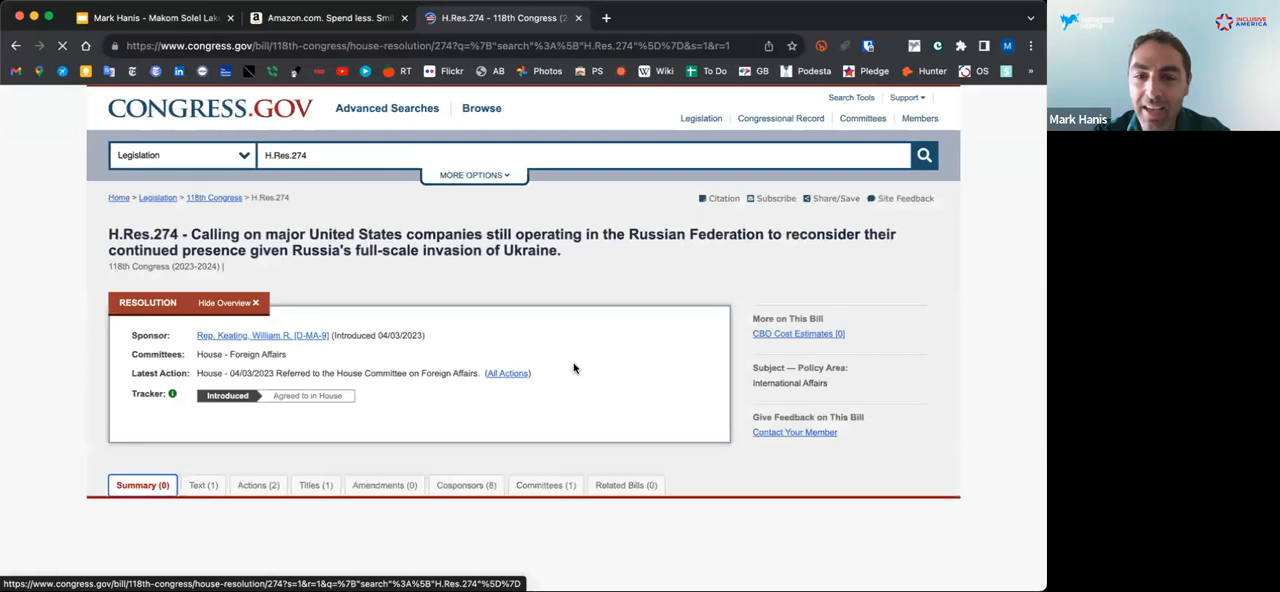 Mark Hanis - Makom Solel Lak
Amazon.com. Spend less. Smil
H.Res.274 - 118th Congress (2
https://www.congress.gov/bill/118th-congress/house-resolution/274?q=%7B"search"%3A%5B"H.Res.274"%5D%7D&s=1&r=1
M
RT
Flickr
AB
Photos
PS
Wiki
To Do
GB
Podesta
Pledge
Hunter
OS
»
CONGRESS.GOV
Advanced Searches
Browse
Search Tools
Support
Legislation
Congressional Record
Committees
Members
Legislation
H.Res.274
MORE OPTIONS
Home > Legislation > 118th Congress > H.Res.274
Citation
Subscribe
Share/Save
Site Feedback
H.Res.274 - Calling on major United States companies still operating in the Russian Federation to reconsider their
continued presence given Russia's full-scale invasion of Ukraine.
118th Congress (2023-2024) |
RESOLUTION
Hide Overview ×
Sponsor: Rep. Keating, William R. [D-MA-9] (Introduced 04/03/2023)
Committees: House - Foreign Affairs
Latest Action: House - 04/03/2023 Referred to the House Committee on Foreign Affairs. (All Actions)
Tracker: Introduced Agreed to in House
More on This Bill
CBO Cost Estimates [0]
Subject — Policy Area:
International Affairs
Give Feedback on This Bill
Contact Your Member
Summary (0)
Text (1)
Actions (2)
Titles (1)
Amendments (0)
Cosponsors (8)
Committees (1)
Related Bills (0)
https://www.congress.gov/bill/118th-congress/house-resolution/274?s=1&r=1&q=%7B"search"%3A%5B"H.Res.274"%5D%7D
INCLUSIVE
AMERICA
Mark Hanis